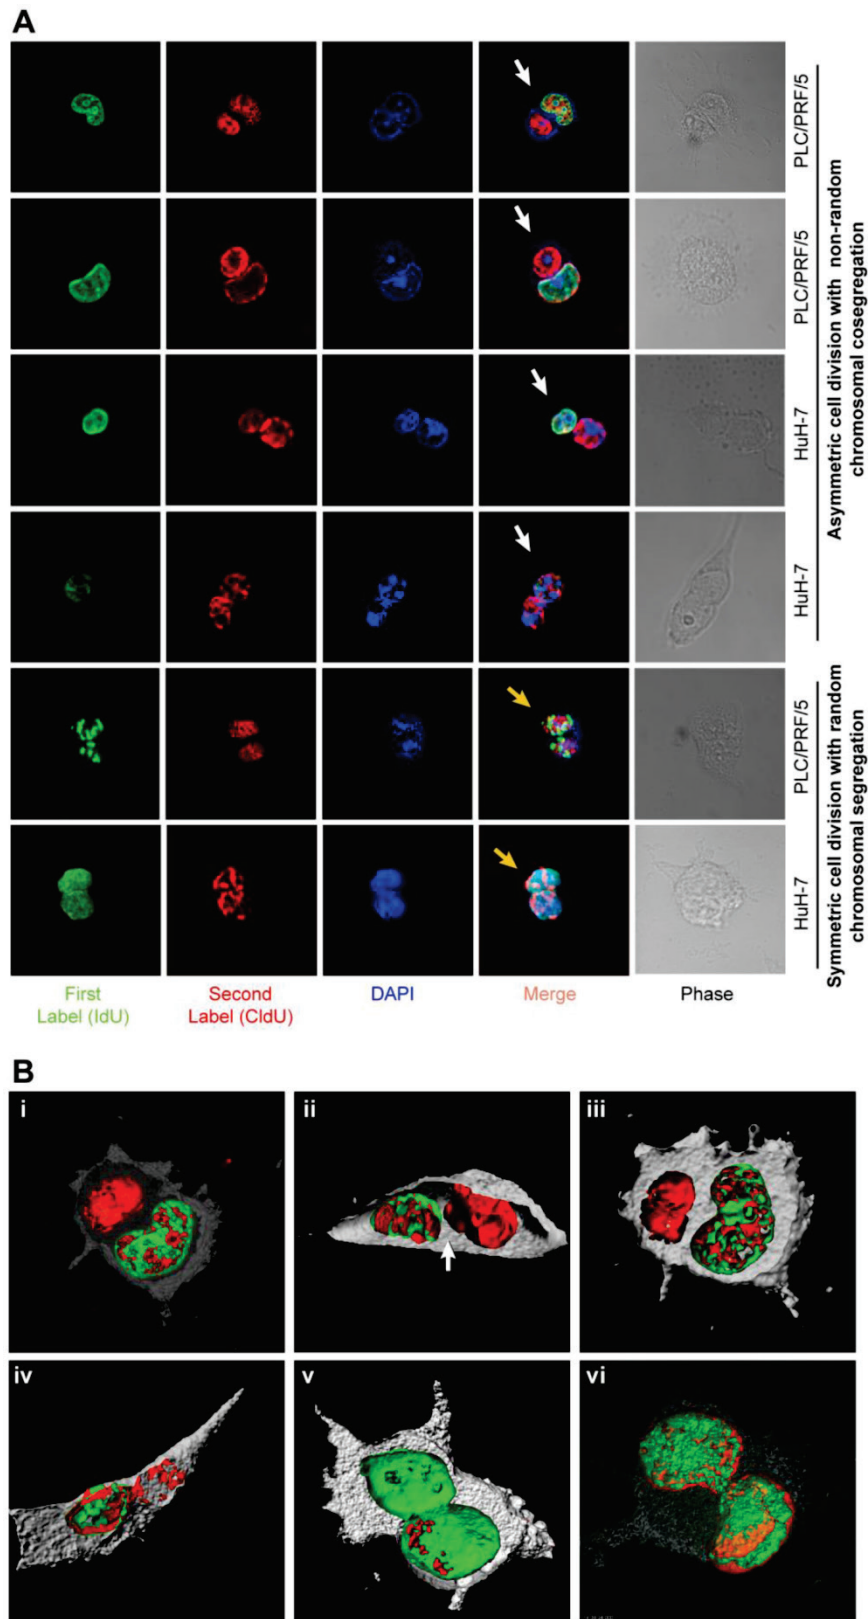 A
PLC/PRF/5
PLC/PRF/5
HuH-7
HuH-7
PLC/PRF/5
HuH-7
Asymmetric cell division with non-random
chromosomal cosegregation
Symmetric cell division with random
chromosomal segregation
First
Label (IdU)
Second
Label (CldU)
DAPI
Merge
Phase
B
i
ii
iii
iv
v
vi